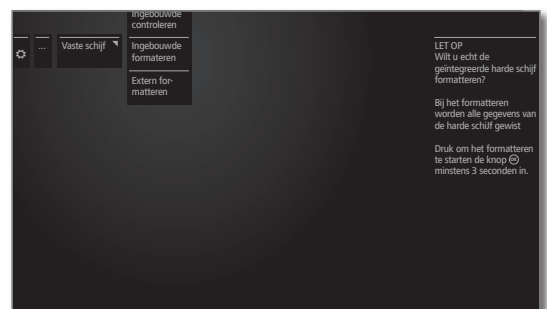 Ingebouwde
controleren
...
Vaste schijf
Ingebouwde
formateren
Extern for-
matteren
LET OP
Wilt u echt de
geïntegreerde harde schijf
formatteren?
Bij het formatteren
worden alle gegevens van
de harde schijf gewist
Druk om het formatteren
te starten de knop OK
minstens 3 seconden in.